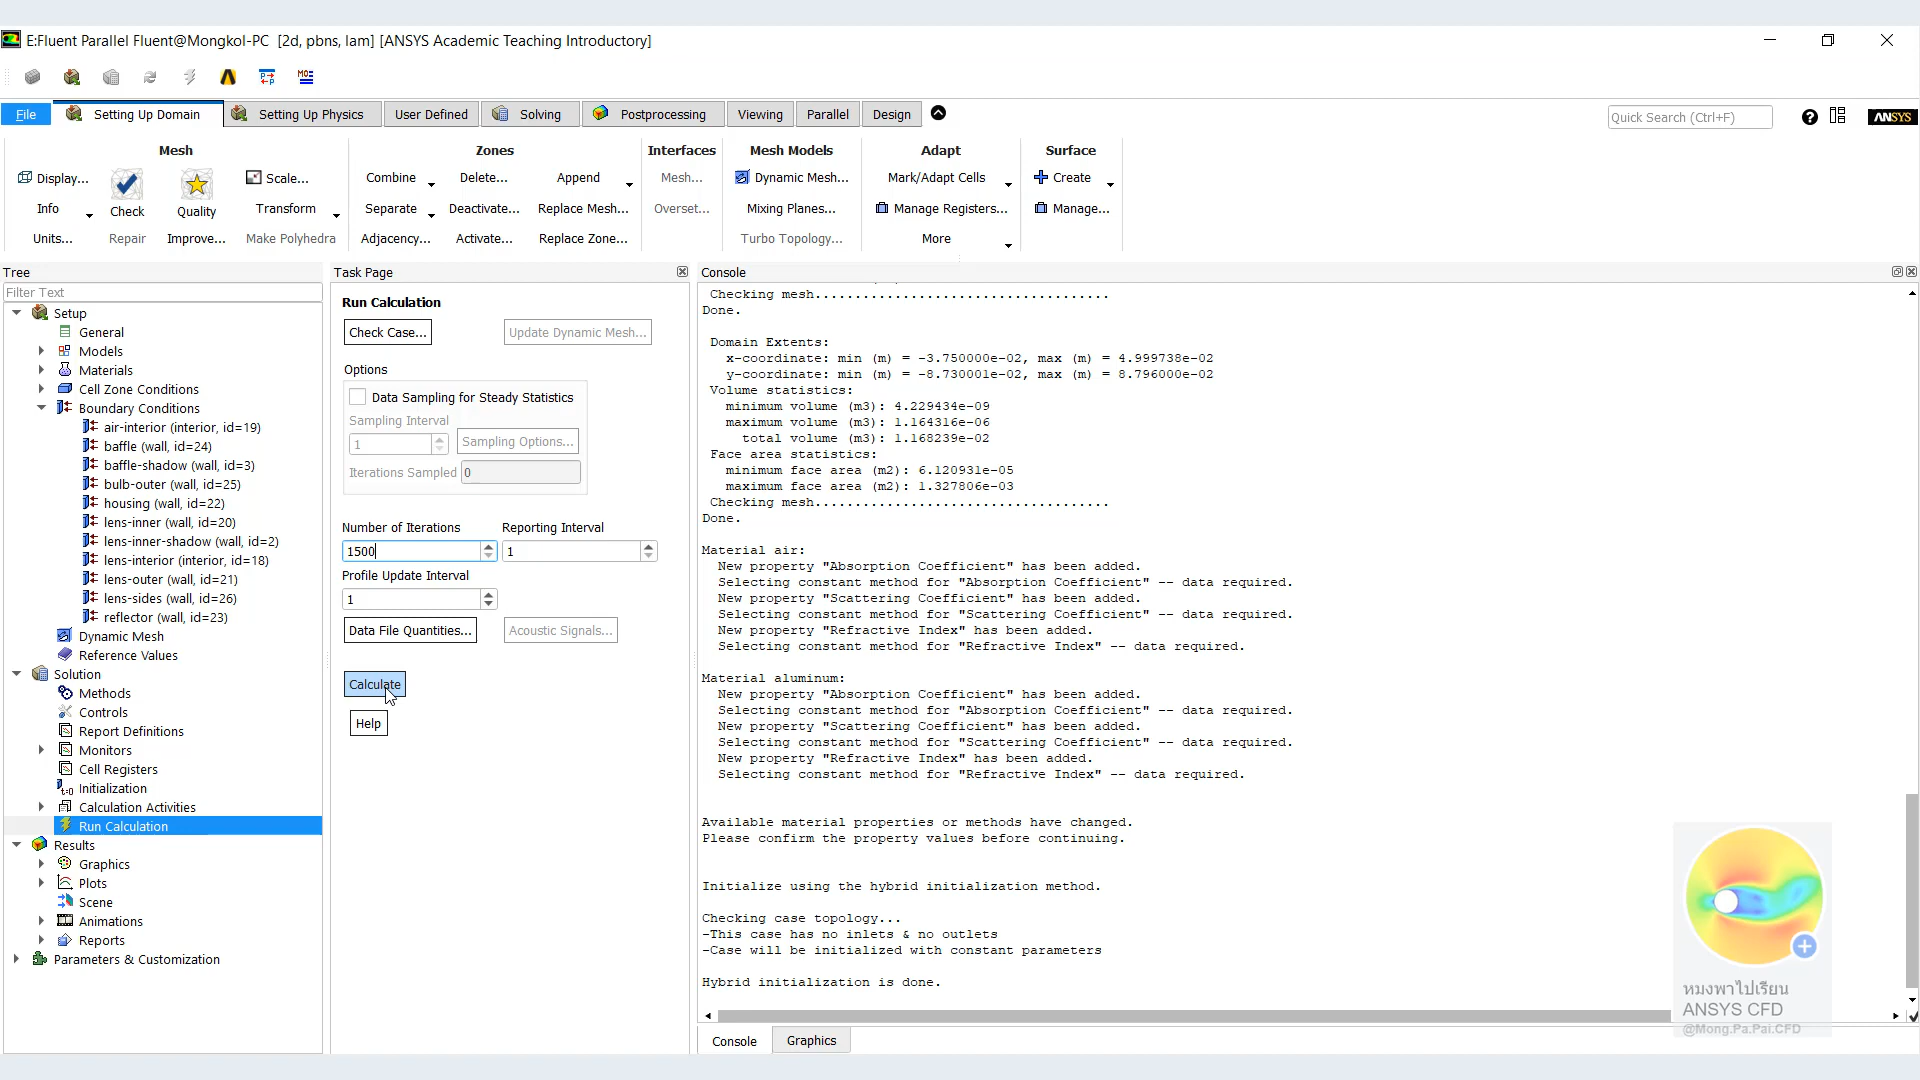 E:Fluent Parallel Fluent@Mongkol-PC [2d, pbns, lam] [ANSYS Academic Teaching Introductory]
File
Setting Up Domain
Setting Up Physics
User Defined
Solving
Postprocessing
Viewing
Parallel
Design
Quick Search (Ctrl+F)
ANSYS
Mesh
Zones
Interfaces
Mesh Models
Adapt
Surface
Display...
Scale...
Combine
Delete...
Append
Mesh...
Dynamic Mesh...
Mark/Adapt Cells
Create
Info
Check
Quality
Transform
Separate
Deactivate...
Replace Mesh...
Overset...
Mixing Planes...
Manage Registers...
Manage...
Units...
Repair
Improve...
Make Polyhedra
Adjacency...
Activate...
Replace Zone...
Turbo Topology...
More
Tree
Filter Text
Setup
General
Models
Materials
Cell Zone Conditions
Boundary Conditions
air-interior (interior, id=19)
baffle (wall, id=24)
baffle-shadow (wall, id=3)
bulb-outer (wall, id=25)
housing (wall, id=22)
lens-inner (wall, id=20)
lens-inner-shadow (wall, id=2)
lens-interior (interior, id=18)
lens-outer (wall, id=21)
lens-sides (wall, id=26)
reflector (wall, id=23)
Dynamic Mesh
Reference Values
Solution
Methods
Controls
Report Definitions
Monitors
Cell Registers
Initialization
Calculation Activities
Run Calculation
Results
Graphics
Plots
Scene
Animations
Reports
Parameters & Customization
Task Page
Run Calculation
Check Case...
Update Dynamic Mesh...
Options
Data Sampling for Steady Statistics
Sampling Interval
1
Sampling Options...
Iterations Sampled 0
Number of Iterations
Reporting Interval
1500
1
Profile Update Interval
1
Data File Quantities...
Acoustic Signals...
Calculate
Help
Console
Checking mesh.....................................
Done.
Domain Extents:
x-coordinate: min (m) = -3.750000e-02, max (m) = 4.999738e-02
y-coordinate: min (m) = -8.730001e-02, max (m) = 8.796000e-02
Volume statistics:
minimum volume (m3): 4.229434e-09
maximum volume (m3): 1.164316e-06
total volume (m3): 1.168239e-02
Face area statistics:
minimum face area (m2): 6.120931e-05
maximum face area (m2): 1.327806e-03
Checking mesh.....................................
Done.
Material air:
New property "Absorption Coefficient" has been added.
Selecting constant method for "Absorption Coefficient" -- data required.
New property "Scattering Coefficient" has been added.
Selecting constant method for "Scattering Coefficient" -- data required.
New property "Refractive Index" has been added.
Selecting constant method for "Refractive Index" -- data required.
Material aluminum:
New property "Absorption Coefficient" has been added.
Selecting constant method for "Absorption Coefficient" -- data required.
New property "Scattering Coefficient" has been added.
Selecting constant method for "Scattering Coefficient" -- data required.
New property "Refractive Index" has been added.
Selecting constant method for "Refractive Index" -- data required.
Available material properties or methods have changed.
Please confirm the property values before continuing.
Initialize using the hybrid initialization method.
Checking case topology...
-This case has no inlets & no outlets
-Case will be initialized with constant parameters
Hybrid initialization is done.
Console
Graphics
หมงพาไปเรียน
ANSYS CFD
@Mong.Pa.Pai.CFD